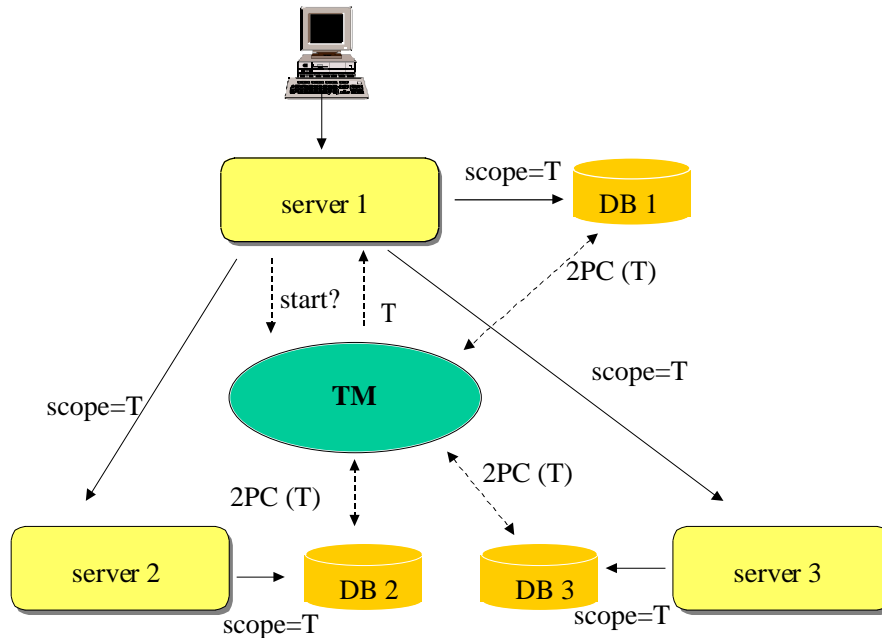 server 1
scope=T
DB 1
2PC (T)
start?
T
TM
scope=T
scope=T
2PC (T)
2PC (T)
server 2
DB 2
DB 3
server 3
scope=T
scope=T